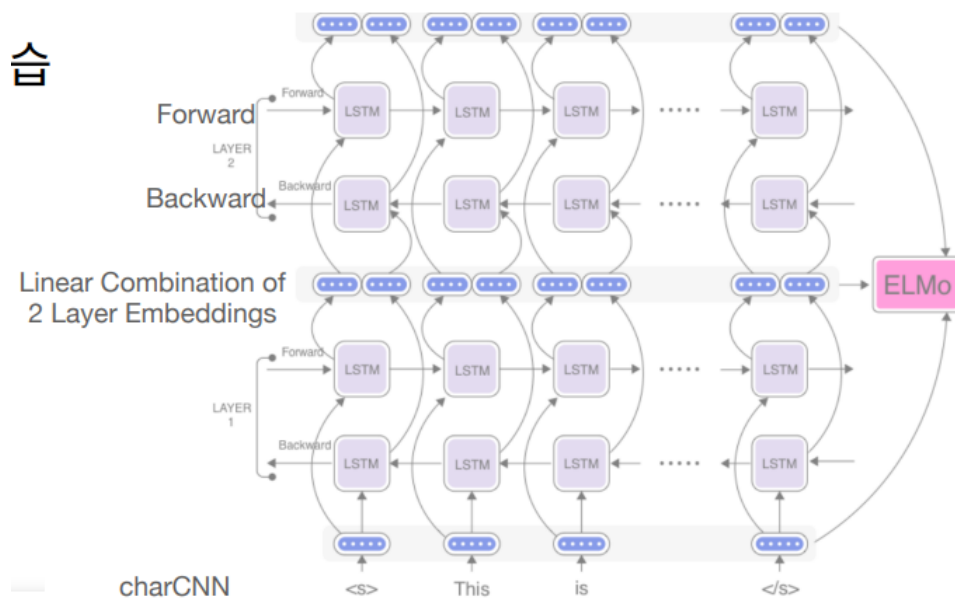 습
Forward
Forward
LSTM LSTM LSTM ..... LSTM
LAYER
2
Backward
Backward
LSTM LSTM LSTM ..... LSTM
Linear Combination of
2 Layer Embeddings
ELMo
Forward
LSTM LSTM LSTM ..... LSTM
LAYER
1
Backward
LSTM LSTM LSTM ..... LSTM
charCNN <s> This is </s>